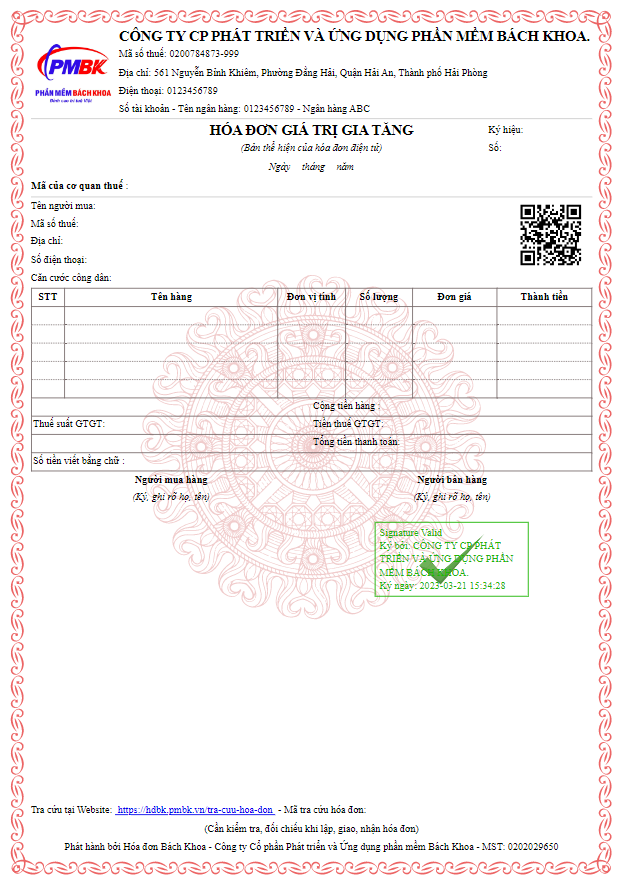 CÔNG TY CP PHÁT TRIỂN VÀ ỨNG DỤNG PHẦN MỀM BÁCH KHOA.
PMBK
PHẦN MỀM BÁCH KHOA
Đỉnh cao trí tuệ Việt
Mã số thuế: 0200784873-999
Địa chỉ: 561 Nguyễn Bỉnh Khiêm, Phường Đằng Hải, Quận Hải An, Thành phố Hải Phòng
Điện thoại: 0123456789
Số tài khoản - Tên ngân hàng: 0123456789 - Ngân hàng ABC
HÓA ĐƠN GIÁ TRỊ GIA TĂNG
Ký hiệu:
(Bản thể hiện của hóa đơn điện tử)
Số:
Ngày tháng năm
Mã của cơ quan thuế :
Tên người mua:
Mã số thuế:
Địa chỉ:
Số điện thoại:
Căn cước công dân:
STT Tên hàng Đơn vị tính Số lượng Đơn giá Thành tiền
Cộng tiền hàng :
Thuế suất GTGT: Tiền thuế GTGT:
Tổng tiền thanh toán:
Số tiền viết bằng chữ :
Người mua hàng Người bán hàng
(Ký, ghi rõ họ, tên) (Ký, ghi rõ họ, tên)
Signature Valid
Ký bởi: CÔNG TY CP PHÁT
TRIỂN VÀ ỨNG DỤNG PHẦN
MỀM BÁCH KHOA.
Ký ngày: 2023-03-21 15:34:28
Tra cứu tại Website: https://hdbk.pmbk.vn/tra-cuu-hoa-don - Mã tra cứu hóa đơn:
(Cần kiểm tra, đối chiếu khi lập, giao, nhận hóa đơn)
Phát hành bởi Hóa đơn Bách Khoa - Công ty Cổ phần Phát triển và Ứng dụng phần mềm Bách Khoa - MST: 0202029650